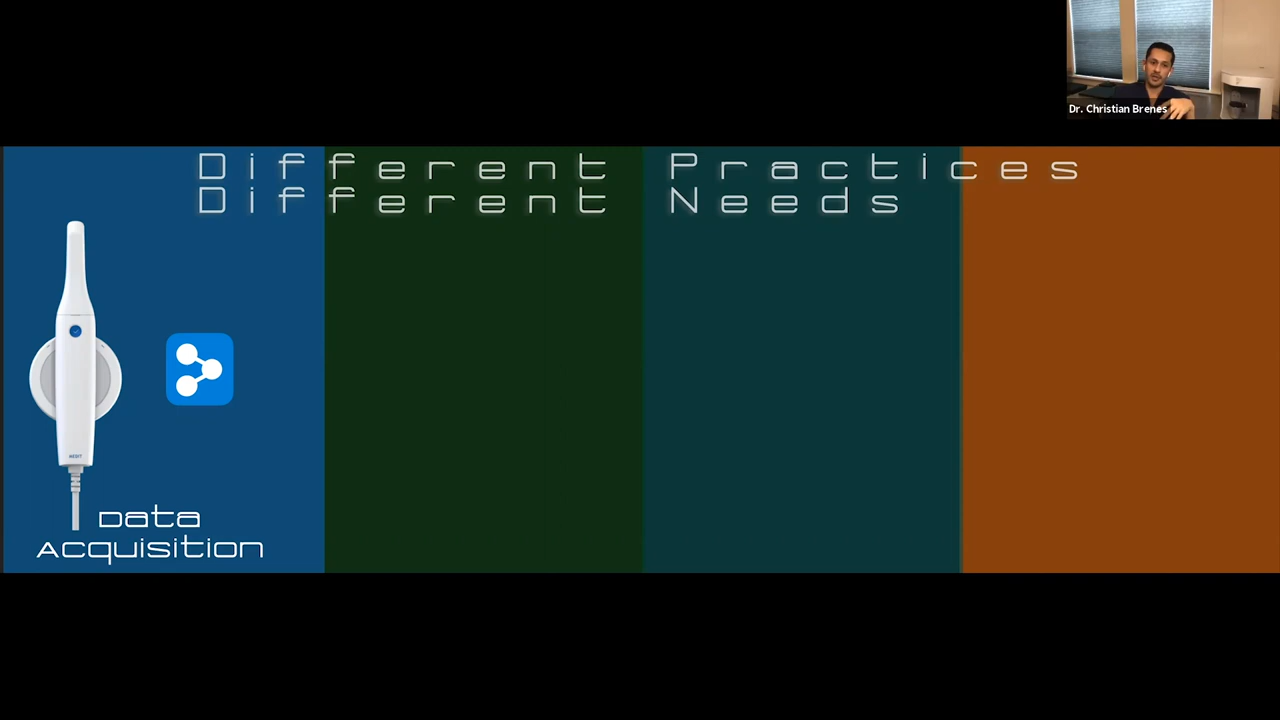 Dr. Christian Brenes
Different Practices
Different Needs
Data
Acquisition